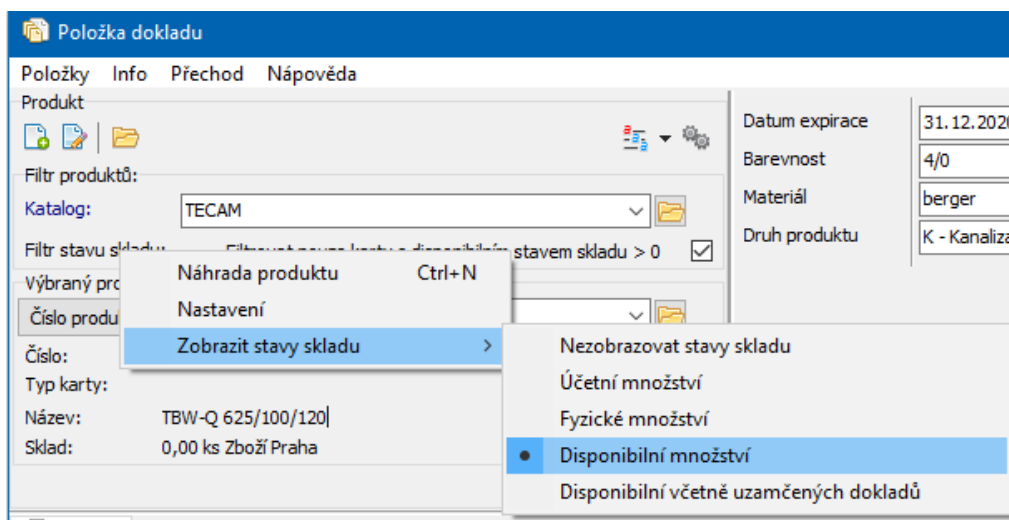 Položka dokladu
Položky Info Přechod Nápověda
Produkt
Filtr produktů:
Katalog: TECAM
Filtr stavu skladu: Filtrovat pouze karty s disponibilním stavem skladu > 0
Výbraný pro
Číslo produ
Číslo:
Typ karty:
Název: TBW-Q 625/100/120
Sklad: 0,00 ks Zboží Praha
Datum expirace 31.12.2020
Barevnost 4/0
Materiál berger
Druh produktu K - Kanaliza
Náhrada produktu Ctrl+N
Nastavení
Zobrazit stavy skladu
Nezobrazovat stavy skladu
Účetní množství
Fyzické množství
Disponibilní množství
Disponibilní včetně uzamčených dokladů